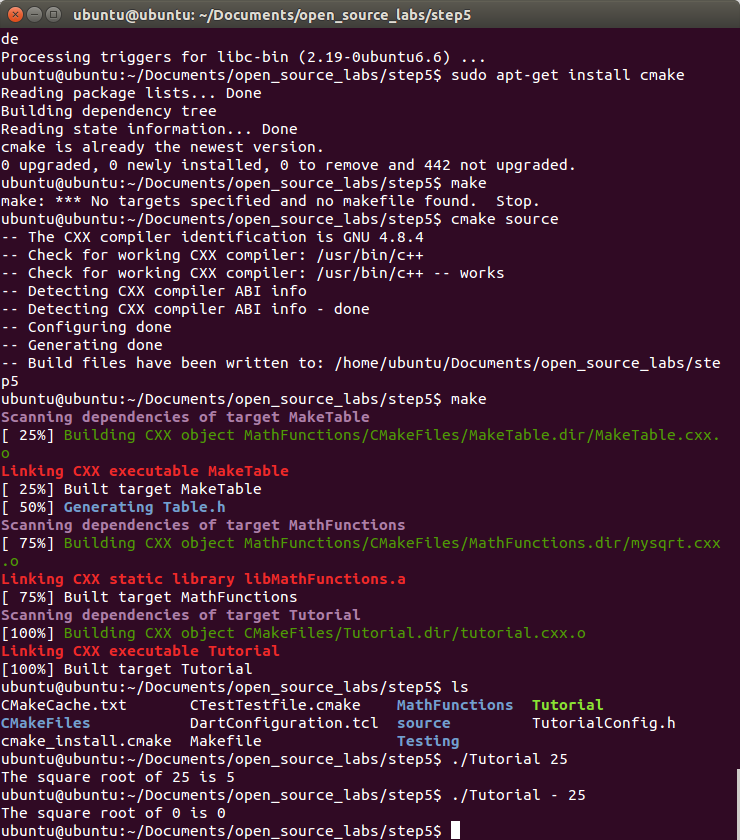 ubuntu@ubuntu: ~/Documents/open_source_labs/step5
de
Processing triggers for libc-bin (2.19-0ubuntu6.6) ...
ubuntu@ubuntu:~/Documents/open_source_labs/step5$ sudo apt-get install cmake
Reading package lists... Done
Building dependency tree
Reading state information... Done
cmake is already the newest version.
0 upgraded, 0 newly installed, 0 to remove and 442 not upgraded.
ubuntu@ubuntu:~/Documents/open_source_labs/step5$ make
make: *** No targets specified and no makefile found.  Stop.
ubuntu@ubuntu:~/Documents/open_source_labs/step5$ cmake source
-- The CXX compiler identification is GNU 4.8.4
-- Check for working CXX compiler: /usr/bin/c++
-- Check for working CXX compiler: /usr/bin/c++ -- works
-- Detecting CXX compiler ABI info
-- Detecting CXX compiler ABI info - done
-- Configuring done
-- Generating done
-- Build files have been written to: /home/ubuntu/Documents/open_source_labs/ste
p5
ubuntu@ubuntu:~/Documents/open_source_labs/step5$ make
Scanning dependencies of target MakeTable
[ 25%] Building CXX object MathFunctions/CMakeFiles/MakeTable.dir/MakeTable.cxx.
o
Linking CXX executable MakeTable
[ 25%] Built target MakeTable
[ 50%] Generating Table.h
Scanning dependencies of target MathFunctions
[ 75%] Building CXX object MathFunctions/CMakeFiles/MathFunctions.dir/mysqrt.cxx
.o
Linking CXX static library libMathFunctions.a
[ 75%] Built target MathFunctions
Scanning dependencies of target Tutorial
[100%] Building CXX object CMakeFiles/Tutorial.dir/tutorial.cxx.o
Linking CXX executable Tutorial
[100%] Built target Tutorial
ubuntu@ubuntu:~/Documents/open_source_labs/step5$ ls
CMakeCache.txt       CTestTestfile.cmake    MathFunctions  Tutorial
CMakeFiles           DartConfiguration.tcl  source         TutorialConfig.h
cmake_install.cmake  Makefile               Testing
ubuntu@ubuntu:~/Documents/open_source_labs/step5$ ./Tutorial 25
The square root of 25 is 5
ubuntu@ubuntu:~/Documents/open_source_labs/step5$ ./Tutorial - 25
The square root of 0 is 0
ubuntu@ubuntu:~/Documents/open_source_labs/step5$